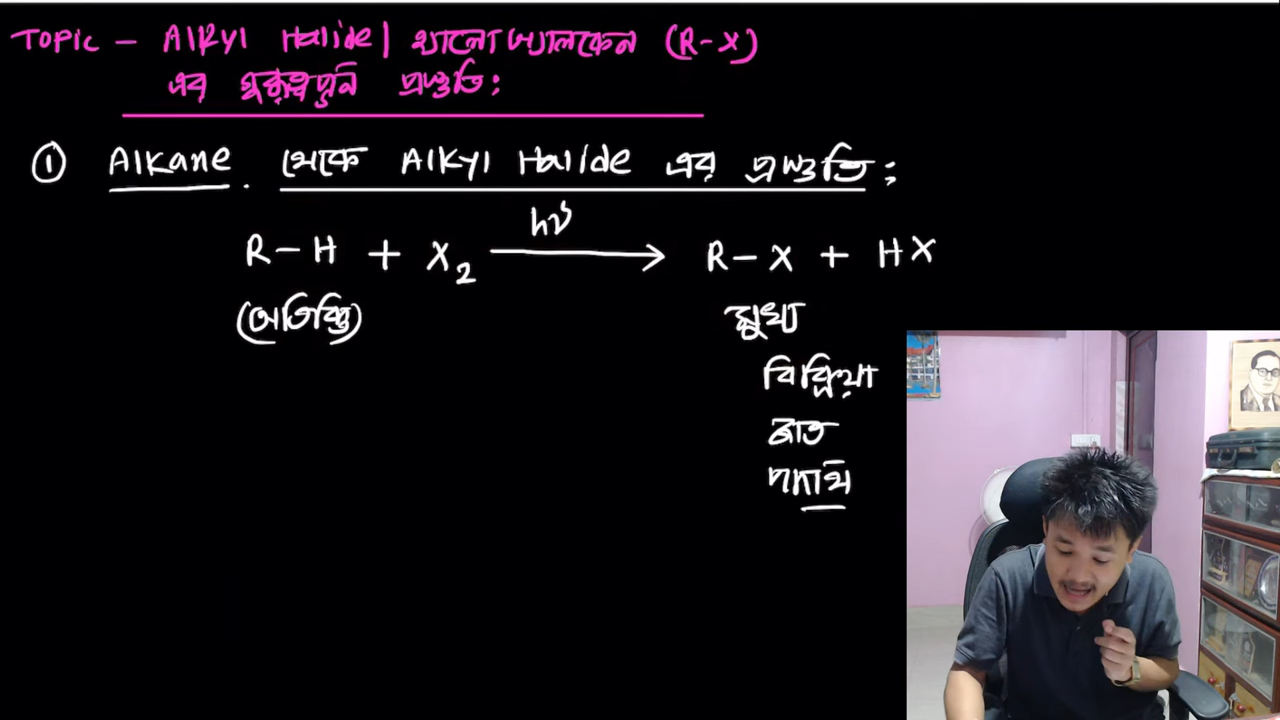 TOPIC – Alkyl Halide | হ্যালোঅ্যালকেন (R-X)
এর গুরুত্বপূর্ণ প্রস্তুতি:
① Alkane থেকে Alkyl Halide এর প্রস্তুতি:
hν
R – H + X₂ ⟶ R – X + HX
(অতিরিক্ত) মুখ্য
বিক্রিয়া
জাত
পদার্থ